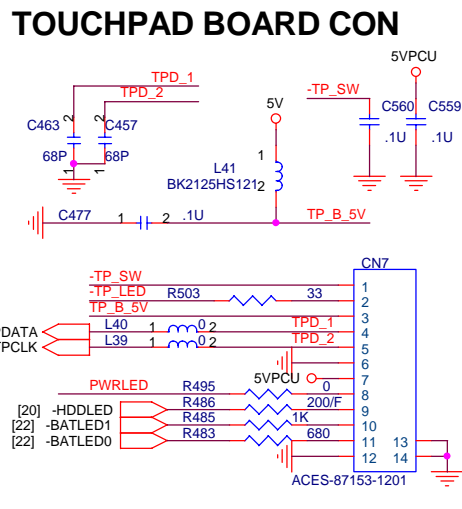 TOUCHPAD BOARD CON
5VPCU
TPD_1
TPD_2
-TP_SW
5V
C463
2
2
C457
C560
C559
.1U
.1U
68P
68P
1
1
1
L41
BK2125HS121
2
C477
1
2
.1U
TP_B_5V
CN7
-TP_SW
1
-TP_LED
R503
33
2
TP_B_5V
3
PDATA
L40
1
0
2
TPD_1
4
TPCLK
L39
1
0
2
TPD_2
5
6
5VPCU
7
PWRLED
R495
0
8
[20] -HDDLED
R486
200/F
9
[22] -BATLED1
R485
1K
10
[22] -BATLED0
R483
680
11
13
12
14
ACES-87153-1201